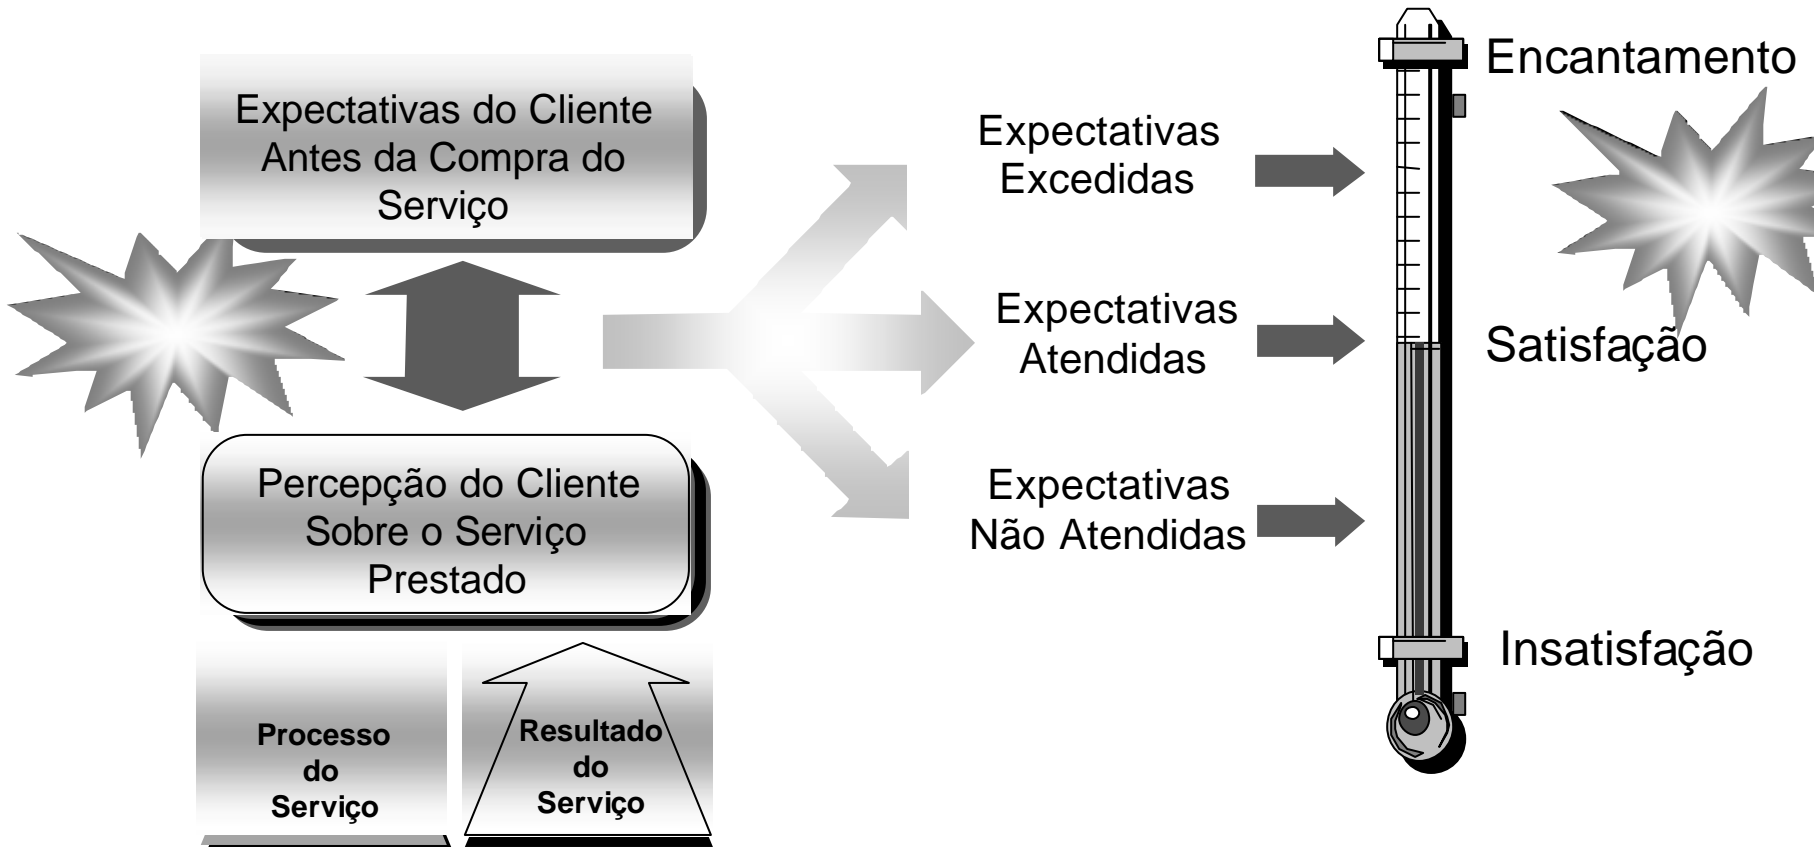 Expectativas do Cliente
Antes da Compra do
Serviço
Percepção do Cliente
Sobre o Serviço
Prestado
Processo
do
Serviço
Resultado
do
Serviço
Expectativas
Excedidas
Expectativas
Atendidas
Expectativas
Não Atendidas
Encantamento
Satisfação
Insatisfação